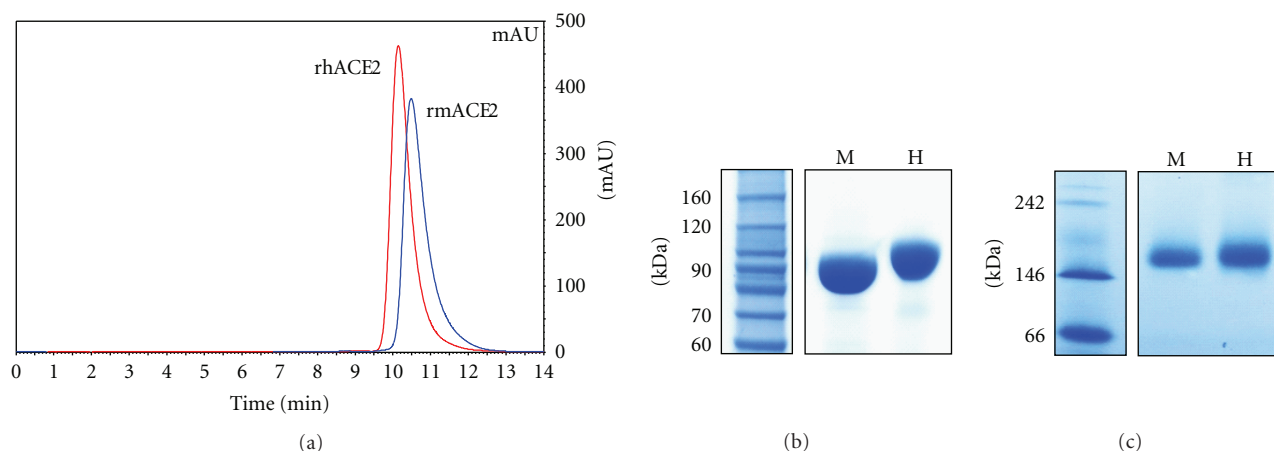 500
mAU
400
300
200
100
0
(mAU)
rhACE2
rmACE2
0 1 2 3 4 5 6 7 8 9 10 11 12 13 14
Time (min)
(a)
M H
160
120
90
70
60
(kDa)
(b)
M H
242
146
66
(kDa)
(c)